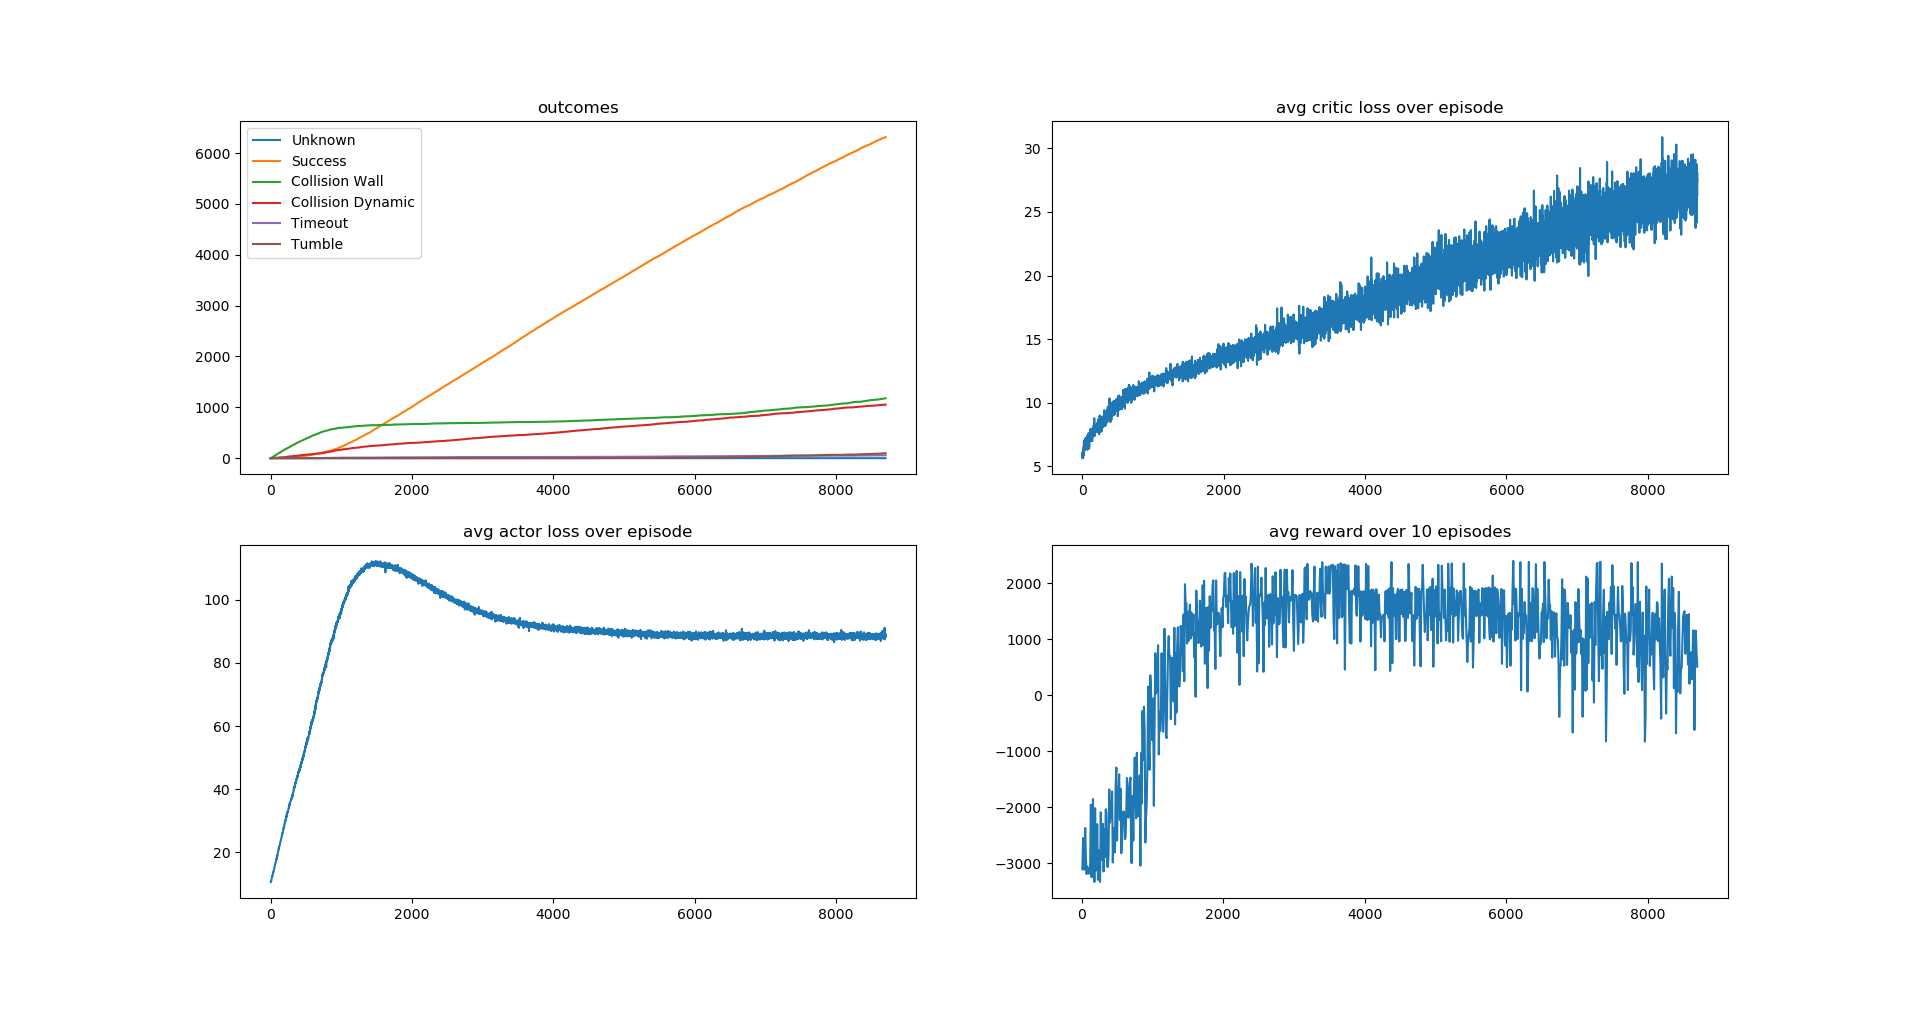 outcomes
6000
5000
4000
3000
2000
1000
0
Unknown
Success
Collision Wall
Collision Dynamic
Timeout
Tumble
0 2000 4000 6000 8000
avg critic loss over episode
30
25
20
15
10
5
0 2000 4000 6000 8000
avg actor loss over episode
100
80
60
40
20
0 2000 4000 6000 8000
avg reward over 10 episodes
2000
1000
0
−1000
−2000
−3000
0 2000 4000 6000 8000